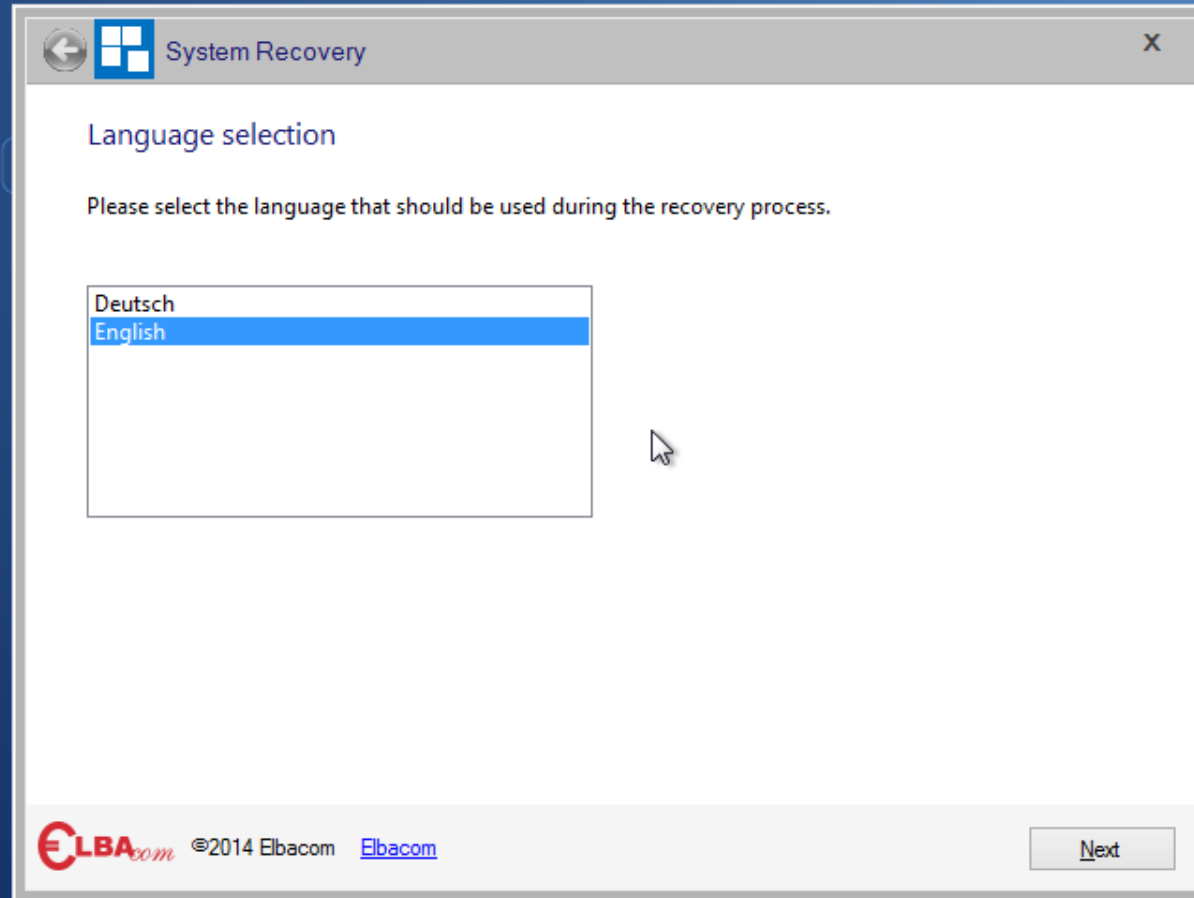 System Recovery
X
Language selection
Please select the language that should be used during the recovery process.
Deutsch
English
€LBAcom ©2014 Elbacom Elbacom
Next